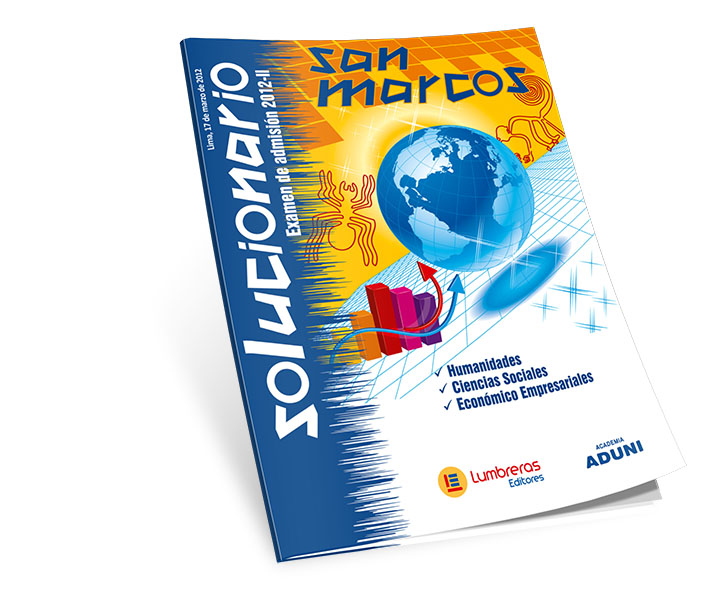 Lima, 17 de marzo de 2012
solucionario
Examen de admisión 2012-II
san
marcos
Humanidades
Ciencias Sociales
Económico Empresariales
Lumbreras
Editores
ACADEMIA
ADUNI